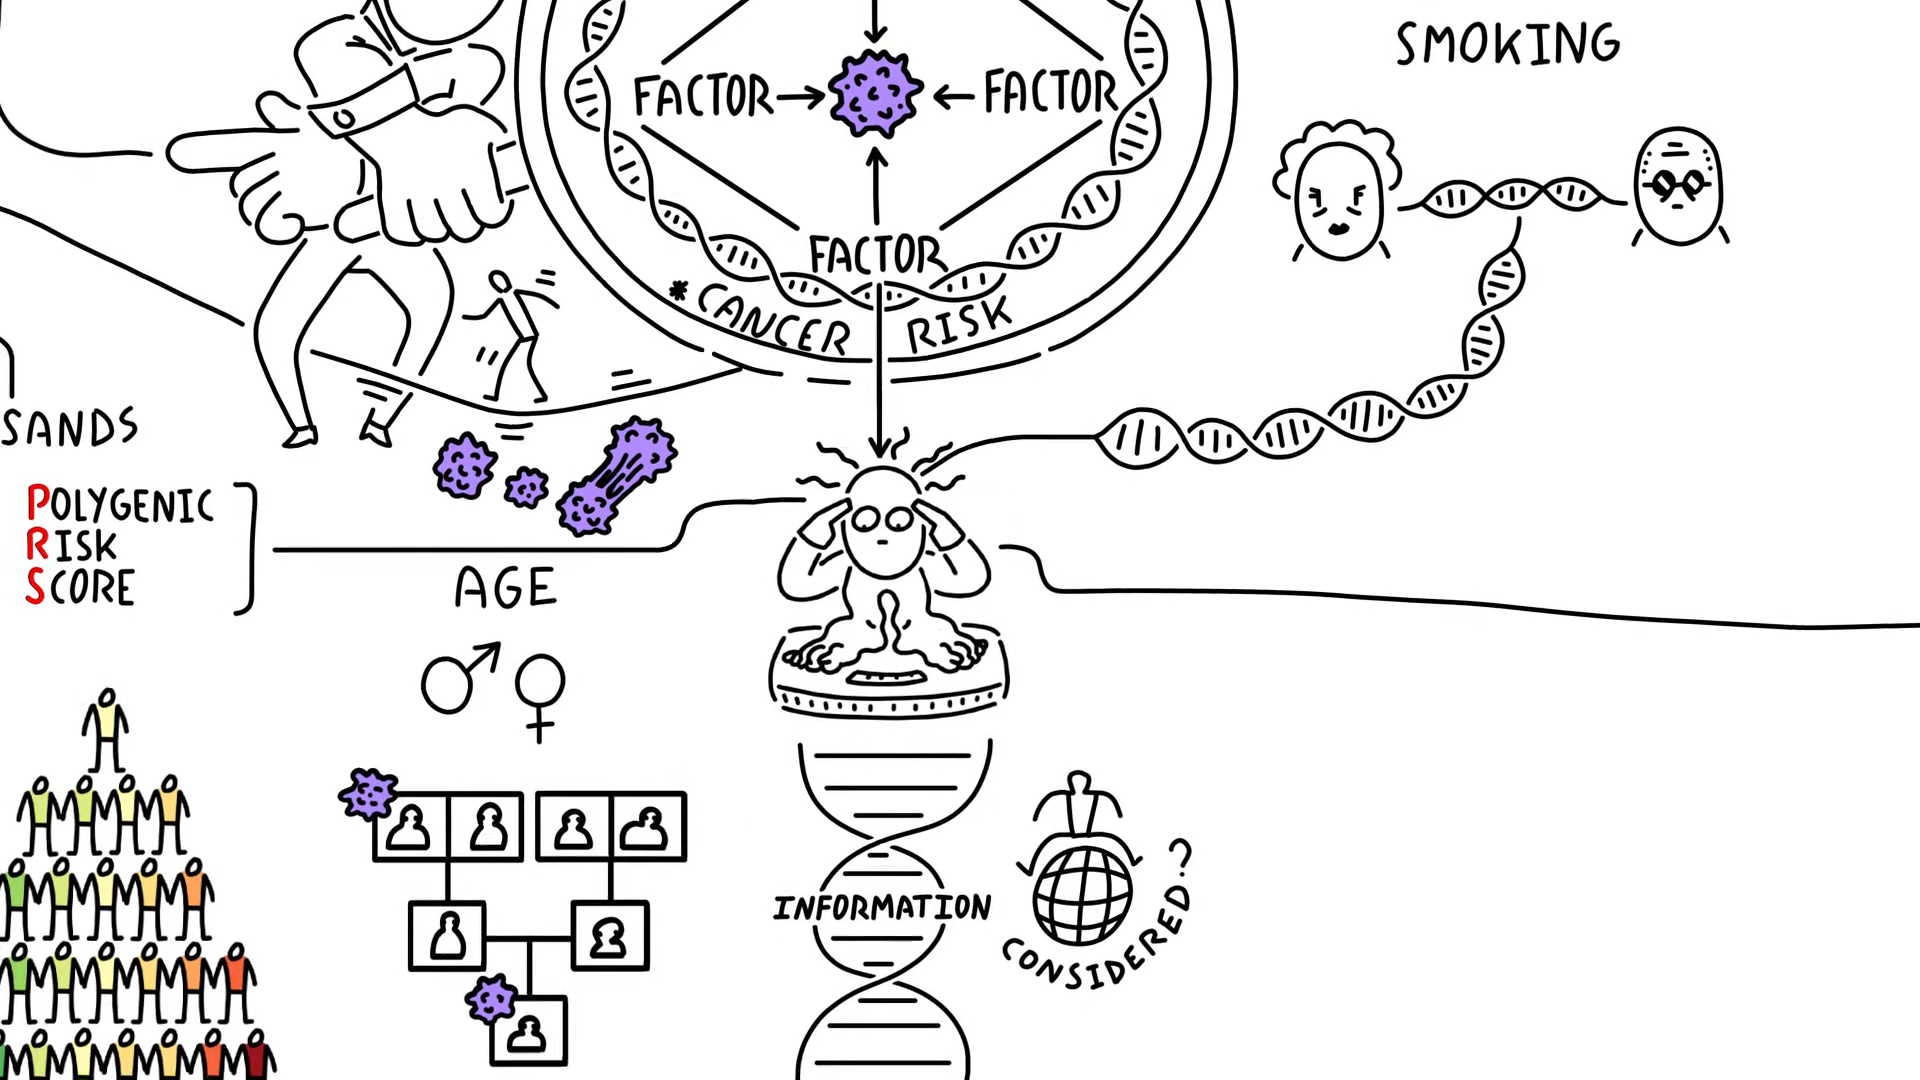 SMOKING
FACTOR
FACTOR
FACTOR
*CANCER RISK
SANDS
POLYGENIC
RISK
SCORE
AGE
INFORMATION
CONSIDERED?